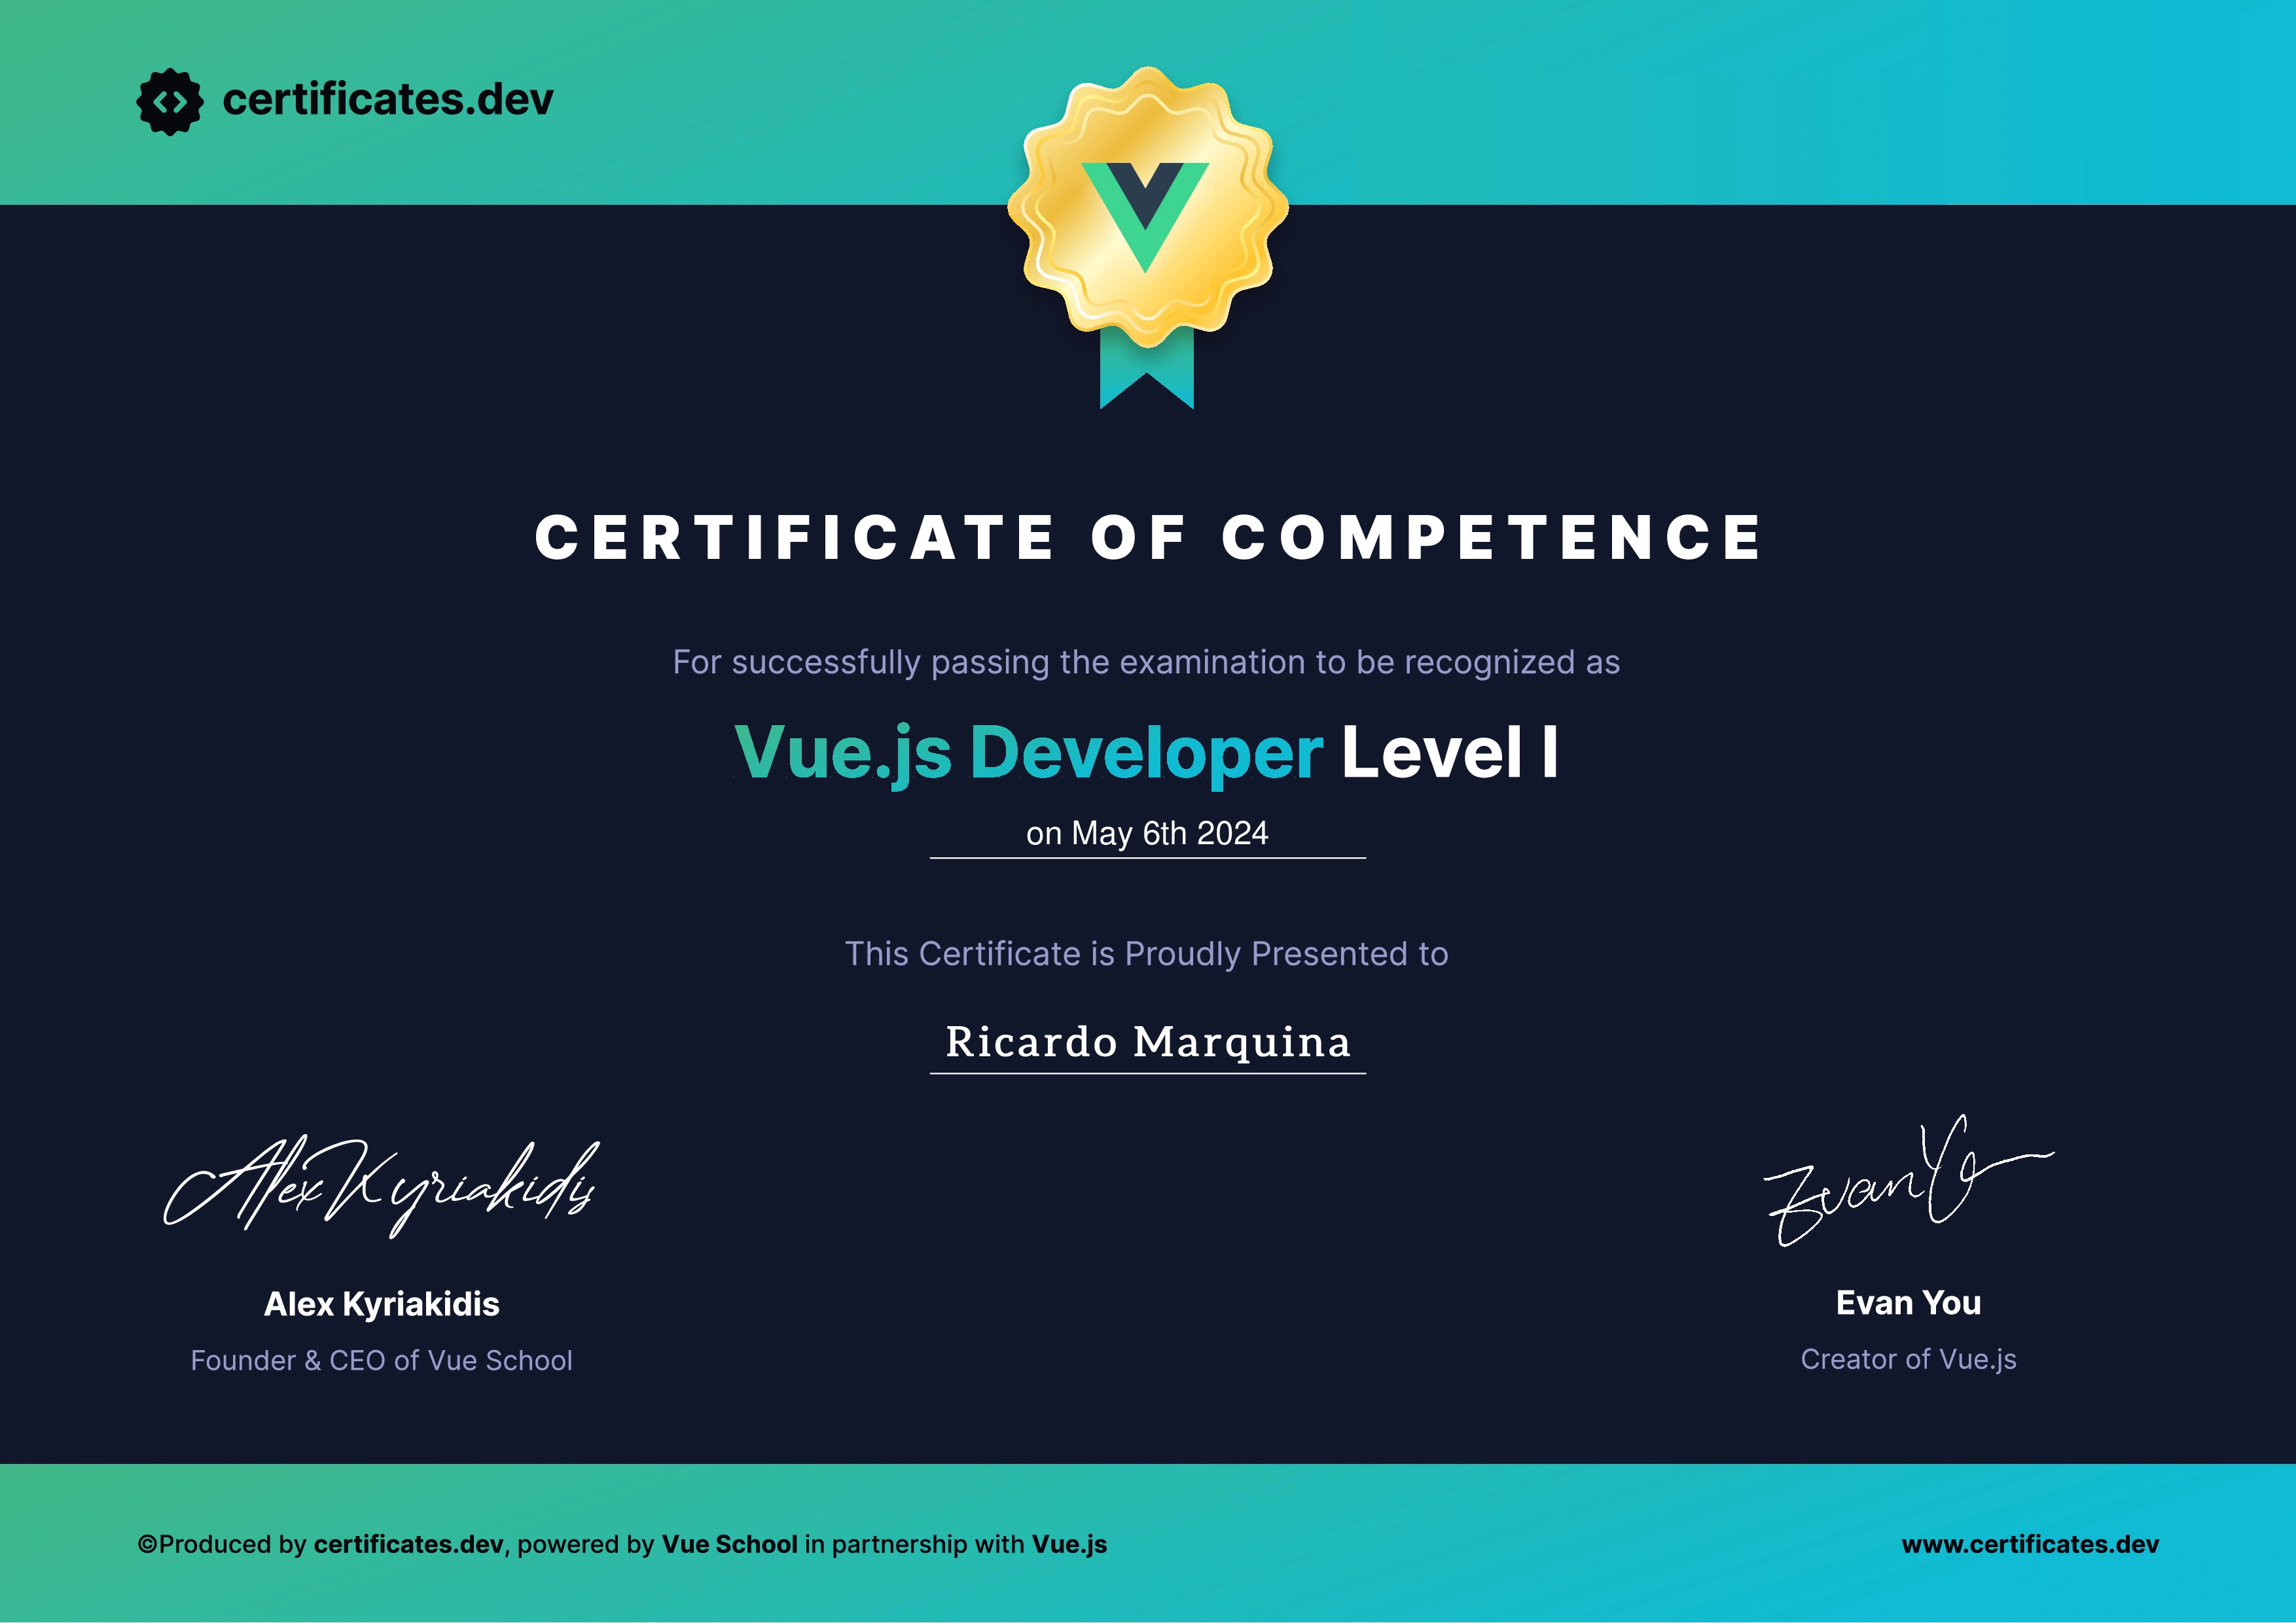 certificates.dev
CERTIFICATE OF COMPETENCE
For successfully passing the examination to be recognized as
Vue.js Developer Level I
on May 6th 2024
This Certificate is Proudly Presented to
Ricardo Marquina
Alex Kyriakidis
Evan You
Alex Kyriakidis
Evan You
Founder & CEO of Vue School
Creator of Vue.js
©Produced by certificates.dev, powered by Vue School in partnership with Vue.js
www.certificates.dev